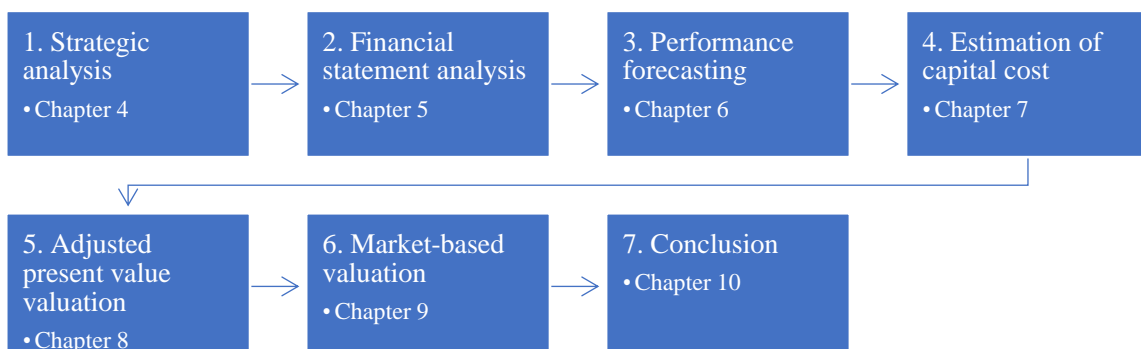 1. Strategic
analysis
• Chapter 4
2. Financial
statement analysis
• Chapter 5
3. Performance
forecasting
• Chapter 6
4. Estimation of
capital cost
• Chapter 7
5. Adjusted
present value
valuation
• Chapter 8
6. Market-based
valuation
• Chapter 9
7. Conclusion
• Chapter 10